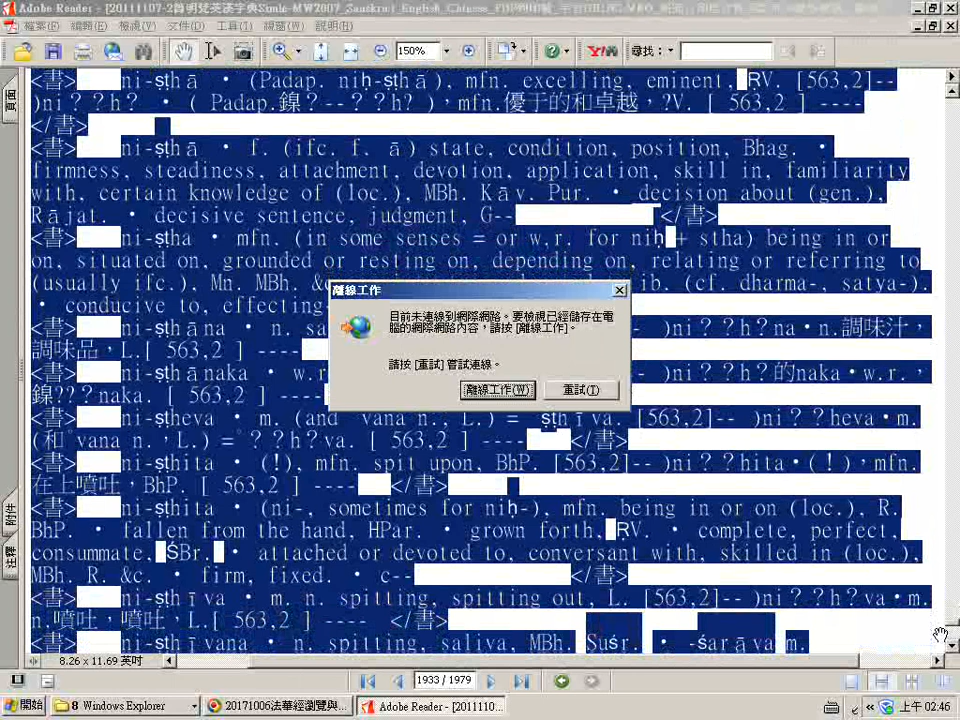 Adobe Reader - [20111107-2
檔案(F) 編輯(E) 檢視(V) 文件(D) 工具(T) 視窗(W) 說明(H)
150% Y! 尋找:
頁面
<書> ni-ṣṭhā • (Padap. niḥ-sthā), mfn. excelling, eminent, ṚV. [563,2]--
)ni??h? • ( Padap.鎳?--??h? ),mfn.優于的和卓越,?V. [ 563,2 ] ----
</書>
<書> ni-ṣṭhā • f. (ifc. f. ā) state, condition, position, Bhag. •
firmness, steadiness, attachment, devotion, application, skill in, familiarity
with, certain knowledge of (loc.), MBh. Kāv. Pur. • decision about (gen.),
Rājat. • decisive sentence, judgment, G-- </書>
<書> ni-ṣṭha • mfn. (in some senses = or w.r. for niḥ + stha) being in or
on, situated on, grounded or resting on, depending on, relating or referring to
(usually ifc.), Mn. MBh. &c ib. (cf. dharma-, satya-).
• conducive to, effecting
<書> ni-ṣṭhāna • n. sa )ni??h?na•n.調味汁,
調味品,L.[ 563,2 ] ----
<書> ni-ṣṭhānaka • w.r )ni??h?的naka•w.r.,
鎳??naka. [ 563,2 ]
<書> ni-ṣṭheva • m. (and vana n., L.) = ṣṭhīva. [563,2]-- )ni??heva•m.
(和°vana n.,L.) =°??h?va. [ 563,2 ] ---- </書>
<書> ni-ṣṭhita • (!), mfn. spit upon, BhP. [563,2]-- )ni??hita•(!),mfn.
在上噴吐,BhP. [ 563,2 ] ---- </書>
<書> ni-ṣṭhita • (ni-, sometimes for niḥ-), mfn. being in or on (loc.), R.
BhP. • fallen from the hand, HPar. • grown forth, ṚV. • complete, perfect,
consummate, ŚBr. • attached or devoted to, conversant with, skilled in (loc.),
MBh. R. &c. • firm, fixed. • c-- </書>
<書> ni-ṣṭhīva • m. n. spitting, spitting out, L. [563,2]-- )ni??h?va•m.
n.噴吐,噴吐,L.[ 563,2 ] ---- </書>
<書> ni-ṣṭhīvana • n. spitting, saliva, MBh. Suśr. • -śarāva m.
附件
註釋
離線工作
目前未連線到網際網路。要檢視已經儲存在電
腦的網際網路內容,請按 [離線工作]。
請按 [重試] 嘗試連線。
離線工作(W) 重試(T)
8.26 x 11.69 英吋
1933 / 1979
開始 8 Windows Explorer 20171006法華經瀏覽與... Adobe Reader - [2011110... 上午 02:46